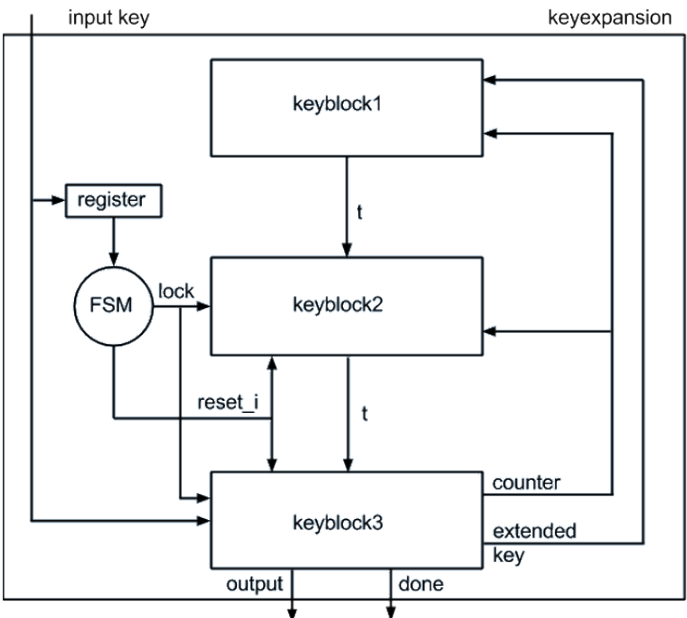 input key
keyexpansion
keyblock1
register
t
FSM
lock
keyblock2
reset_i
t
counter
keyblock3
extended
key
output
done